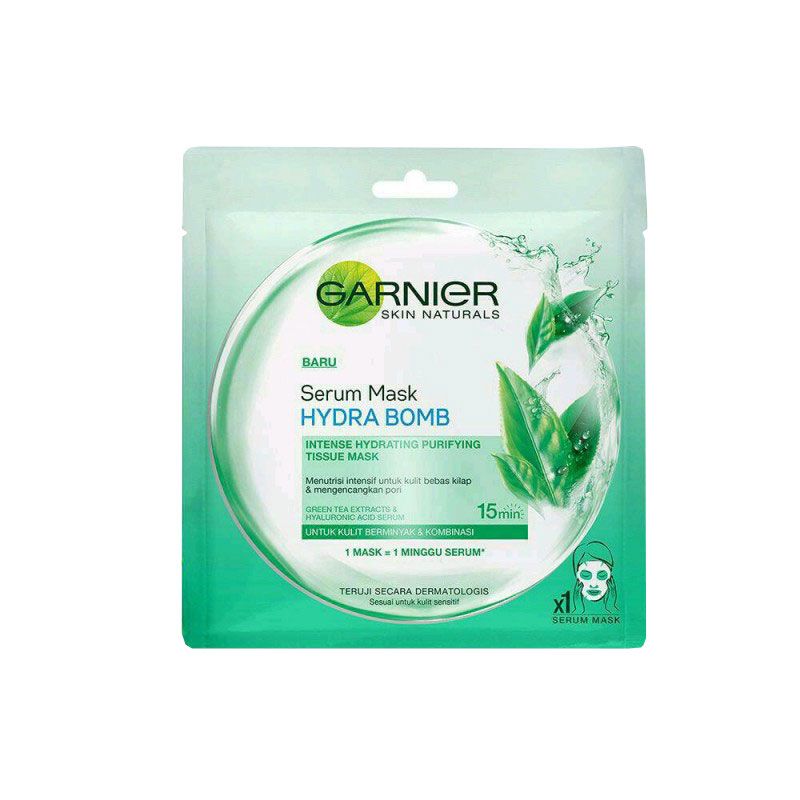 GARNIER
SKIN NATURALS
BARU
Serum Mask
HYDRA BOMB
INTENSE HYDRATING PURIFYING
TISSUE MASK
Menutrisi intensif untuk kulit bebas kilap
& mengencangkan pori
GREEN TEA EXTRACTS &
HYALURONIC ACID SERUM
15min
UNTUK KULIT BERMINYAK & KOMBINASI
1 MASK = 1 MINGGU SERUM*
TERUJI SECARA DERMATOLOGIS
Sesuai untuk kulit sensitif
x1
SERUM MASK